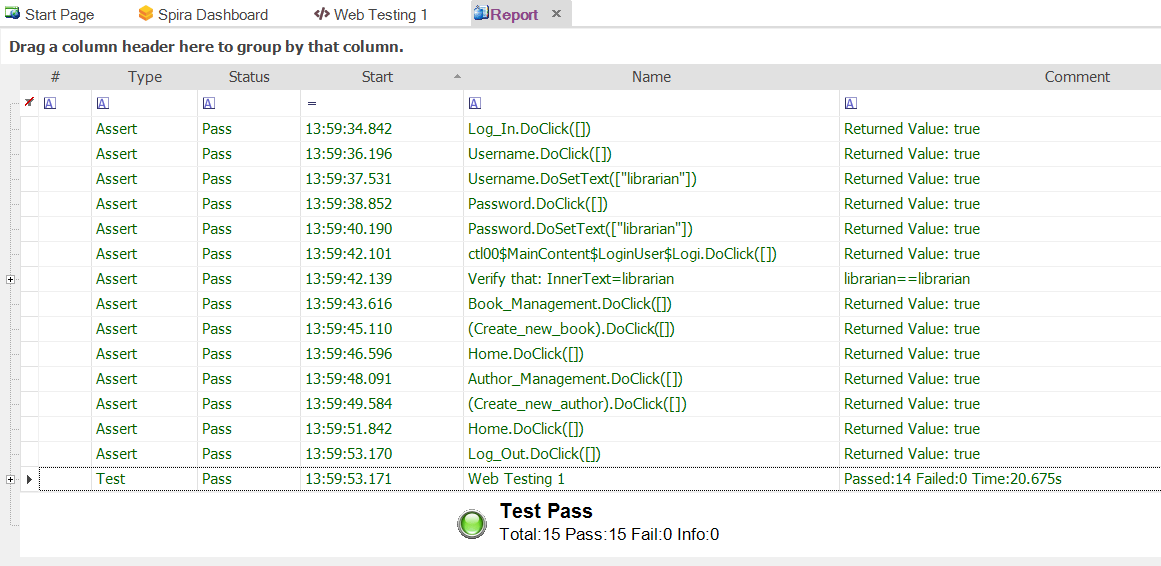 Start Page Spira Dashboard Web Testing 1 Report
Drag a column header here to group by that column.
# Type Status Start Name Comment
A A A = A A
Assert Pass 13:59:34.842 Log_In.DoClick([]) Returned Value: true
Assert Pass 13:59:36.196 Username.DoClick([]) Returned Value: true
Assert Pass 13:59:37.531 Username.DoSetText(["librarian"]) Returned Value: true
Assert Pass 13:59:38.852 Password.DoClick([]) Returned Value: true
Assert Pass 13:59:40.190 Password.DoSetText(["librarian"]) Returned Value: true
Assert Pass 13:59:42.101 ctl00$MainContent$LoginUser$Logi.DoClick([]) Returned Value: true
Assert Pass 13:59:42.139 Verify that: InnerText=librarian librarian==librarian
Assert Pass 13:59:43.616 Book_Management.DoClick([]) Returned Value: true
Assert Pass 13:59:45.110 (Create_new_book).DoClick([]) Returned Value: true
Assert Pass 13:59:46.596 Home.DoClick([]) Returned Value: true
Assert Pass 13:59:48.091 Author_Management.DoClick([]) Returned Value: true
Assert Pass 13:59:49.584 (Create_new_author).DoClick([]) Returned Value: true
Assert Pass 13:59:51.842 Home.DoClick([]) Returned Value: true
Assert Pass 13:59:53.170 Log_Out.DoClick([]) Returned Value: true
Test Pass 13:59:53.171 Web Testing 1 Passed:14 Failed:0 Time:20.675s
Test Pass
Total:15 Pass:15 Fail:0 Info:0